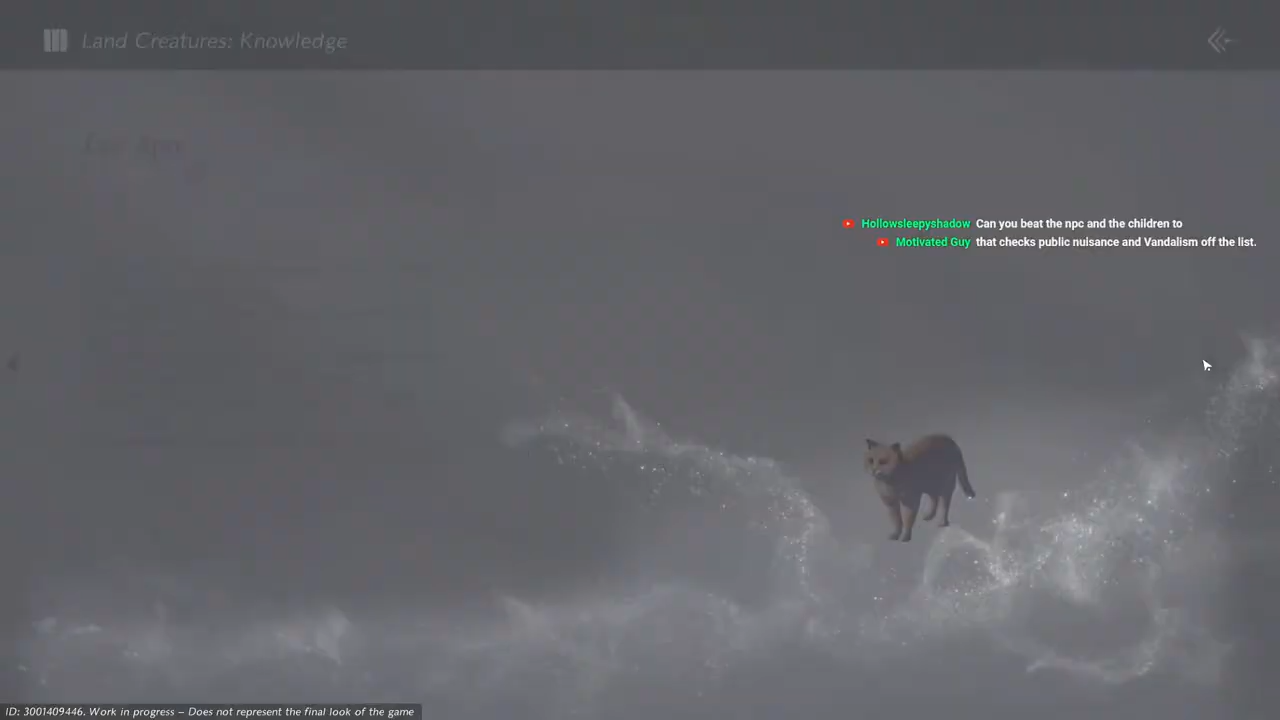 Land Creatures: Knowledge
Hollowsleepyshadow Can you beat the npc and the children to
Motivated Guy that checks public nuisance and Vandalism off the list.
ID: 3001409446. Work in progress – Does not represent the final look of the game